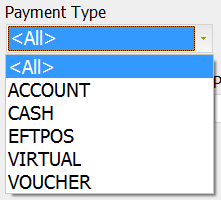 Payment Type
<All>
<All>
ACCOUNT
CASH
EFTPOS
VIRTUAL
VOUCHER